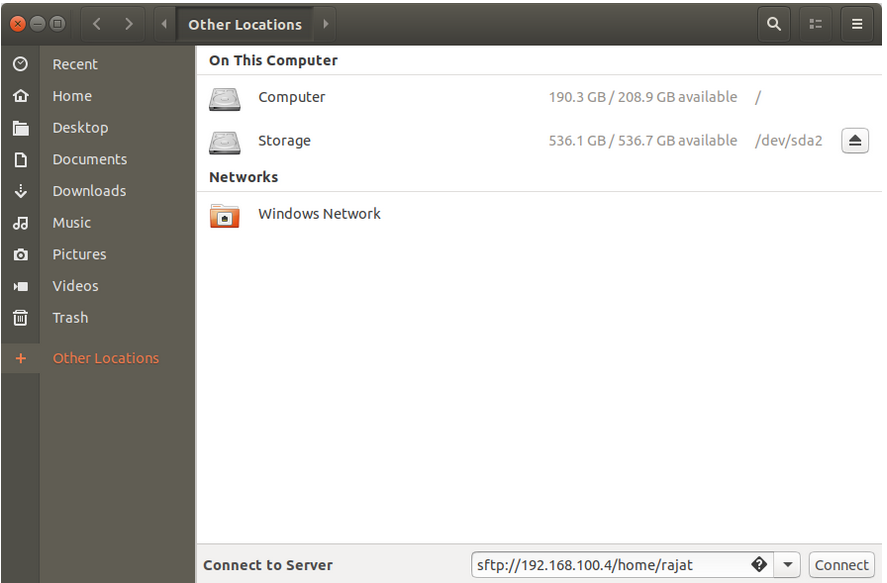 Other Locations
Recent
Home
Desktop
Documents
Downloads
Music
Pictures
Videos
Trash
Other Locations
On This Computer
Computer 190.3 GB / 208.9 GB available /
Storage 536.1 GB / 536.7 GB available /dev/sda2
Networks
Windows Network
Connect to Server sftp://192.168.100.4/home/rajat Connect